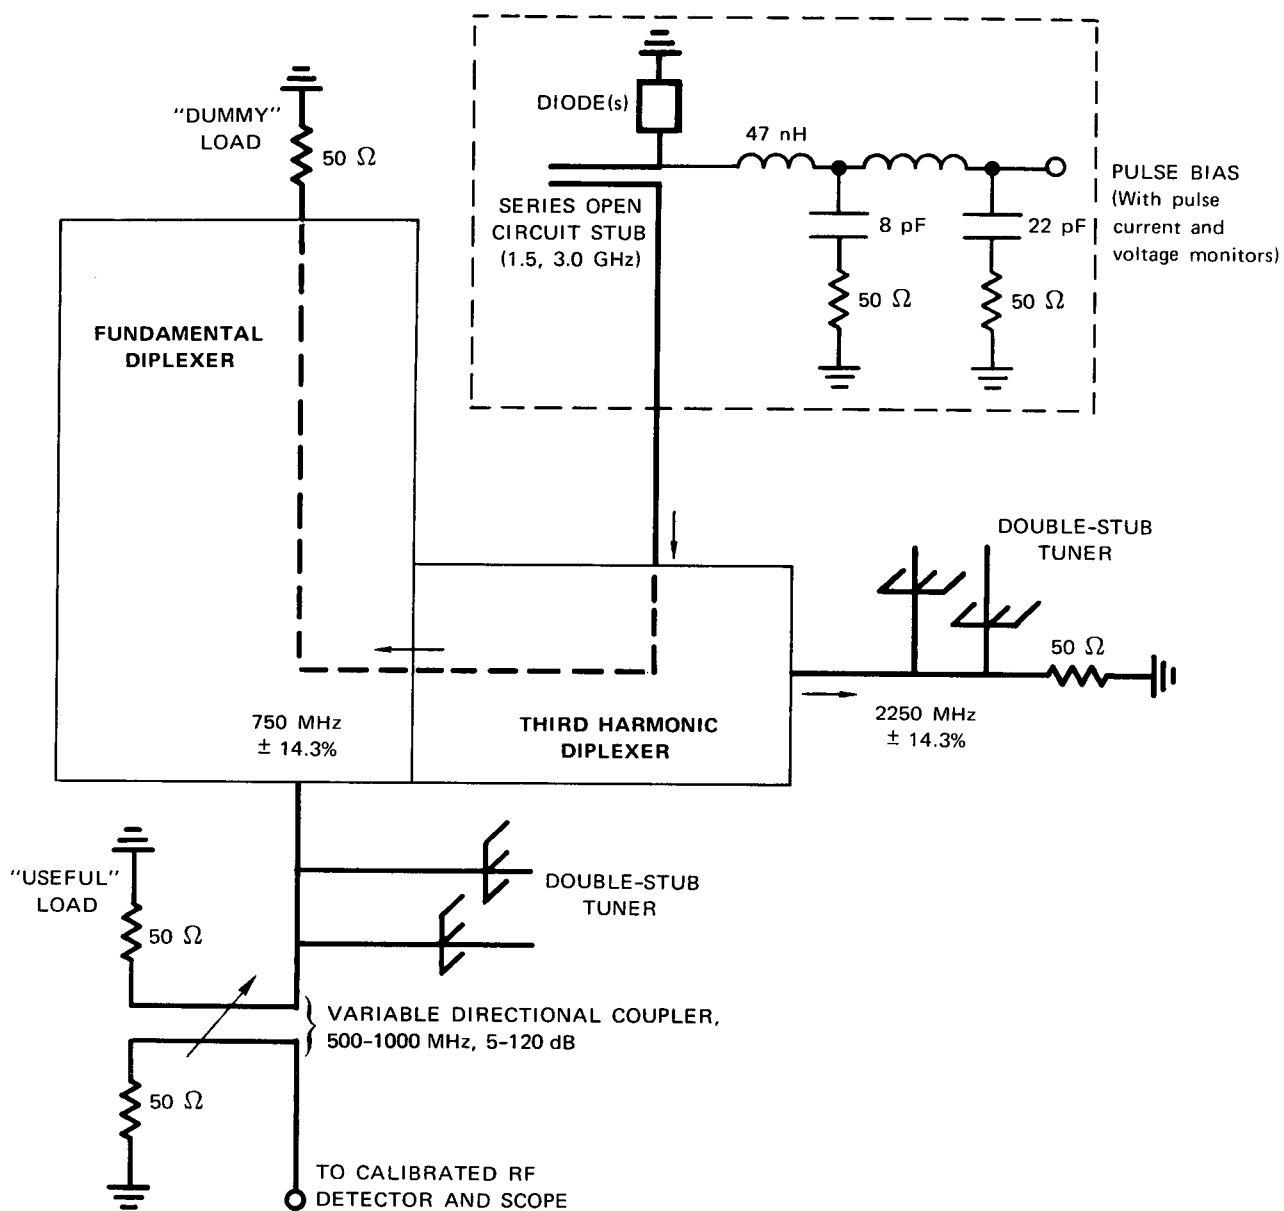 DIODE(s)
"DUMMY"
LOAD
50 Ω
47 nH
PULSE BIAS
(With pulse
current and
voltage monitors)
SERIES OPEN
CIRCUIT STUB
(1.5, 3.0 GHz)
8 pF
22 pF
50 Ω
50 Ω
FUNDAMENTAL
DIPLEXER
DOUBLE-STUB
TUNER
50 Ω
750 MHz
± 14.3%
THIRD HARMONIC
DIPLEXER
2250 MHz
± 14.3%
"USEFUL"
LOAD
50 Ω
DOUBLE-STUB
TUNER
VARIABLE DIRECTIONAL COUPLER,
500-1000 MHz, 5-120 dB
50 Ω
TO CALIBRATED RF
DETECTOR AND SCOPE